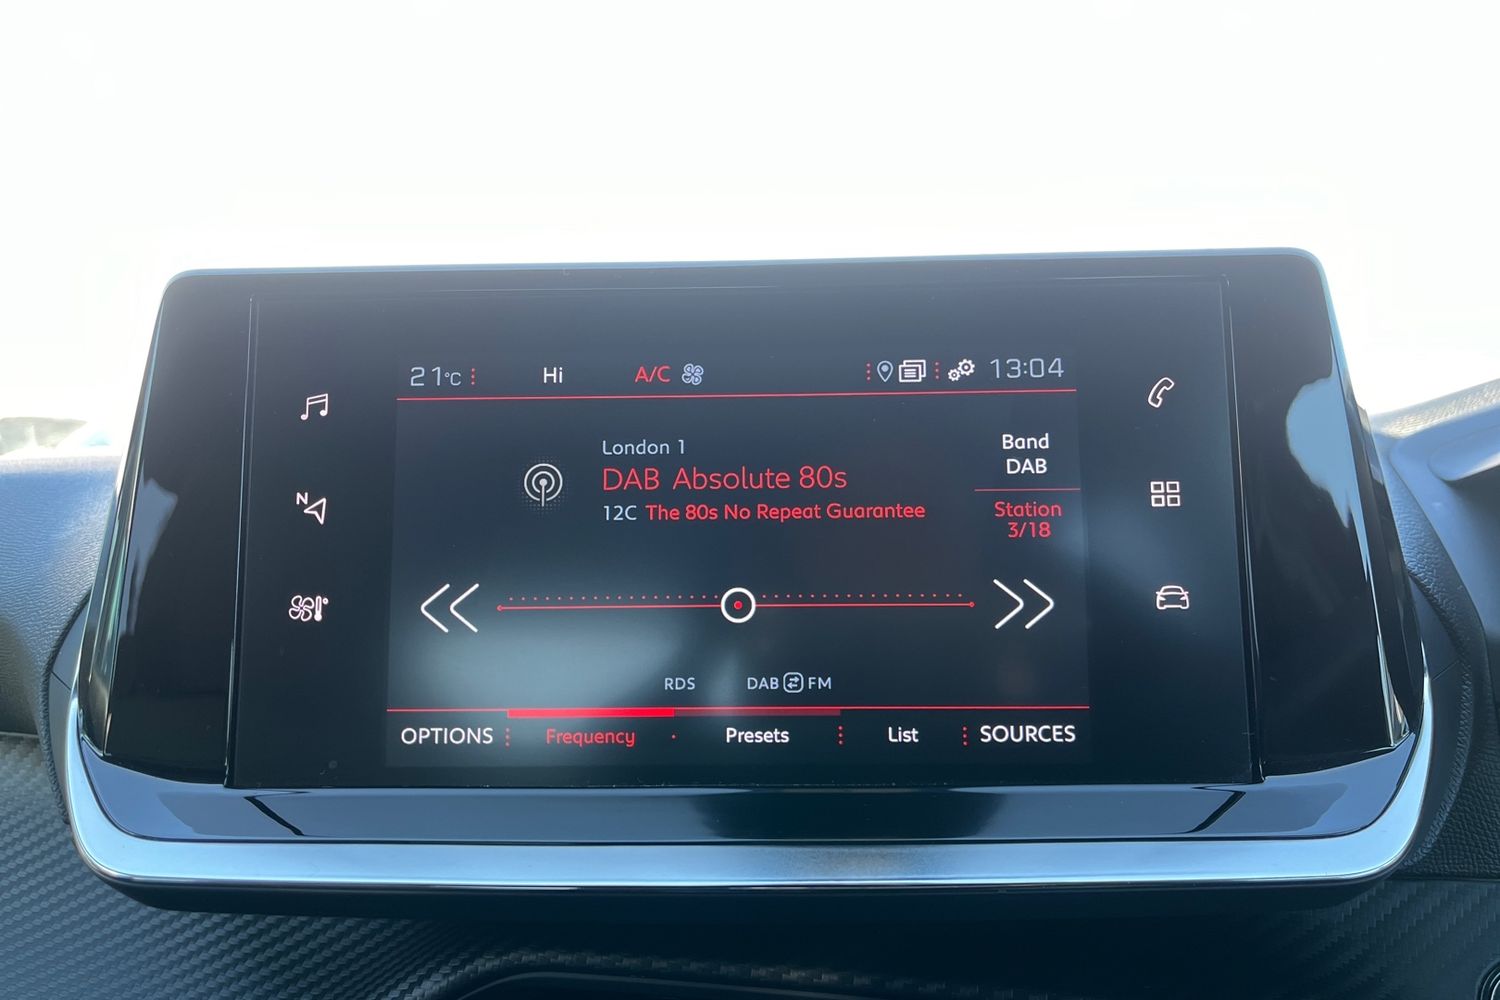 21°C Hi A/C 13:04
N
London 1
DAB Absolute 80s
12C The 80s No Repeat Guarantee
Band
DAB
Station
3/18
RDS DAB FM
OPTIONS Frequency Presets List SOURCES